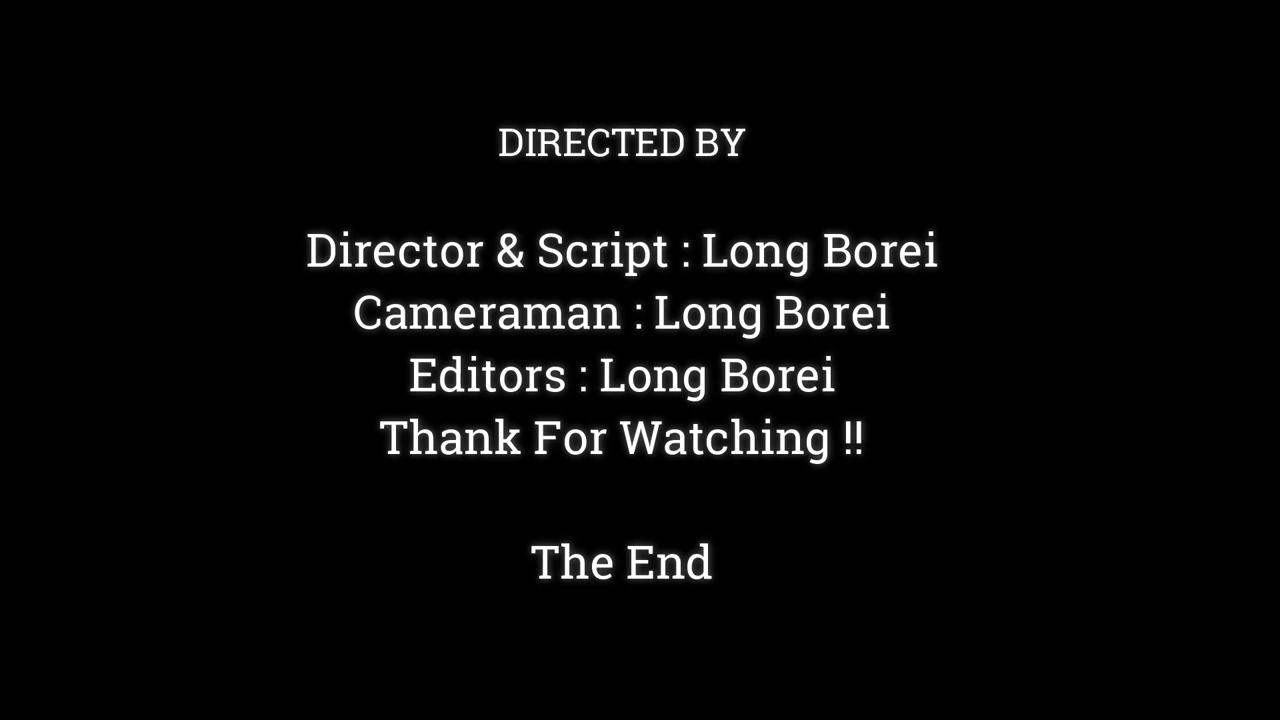 DIRECTED BY
Director & Script : Long Borei
Cameraman : Long Borei
Editors : Long Borei
Thank For Watching !!
The End